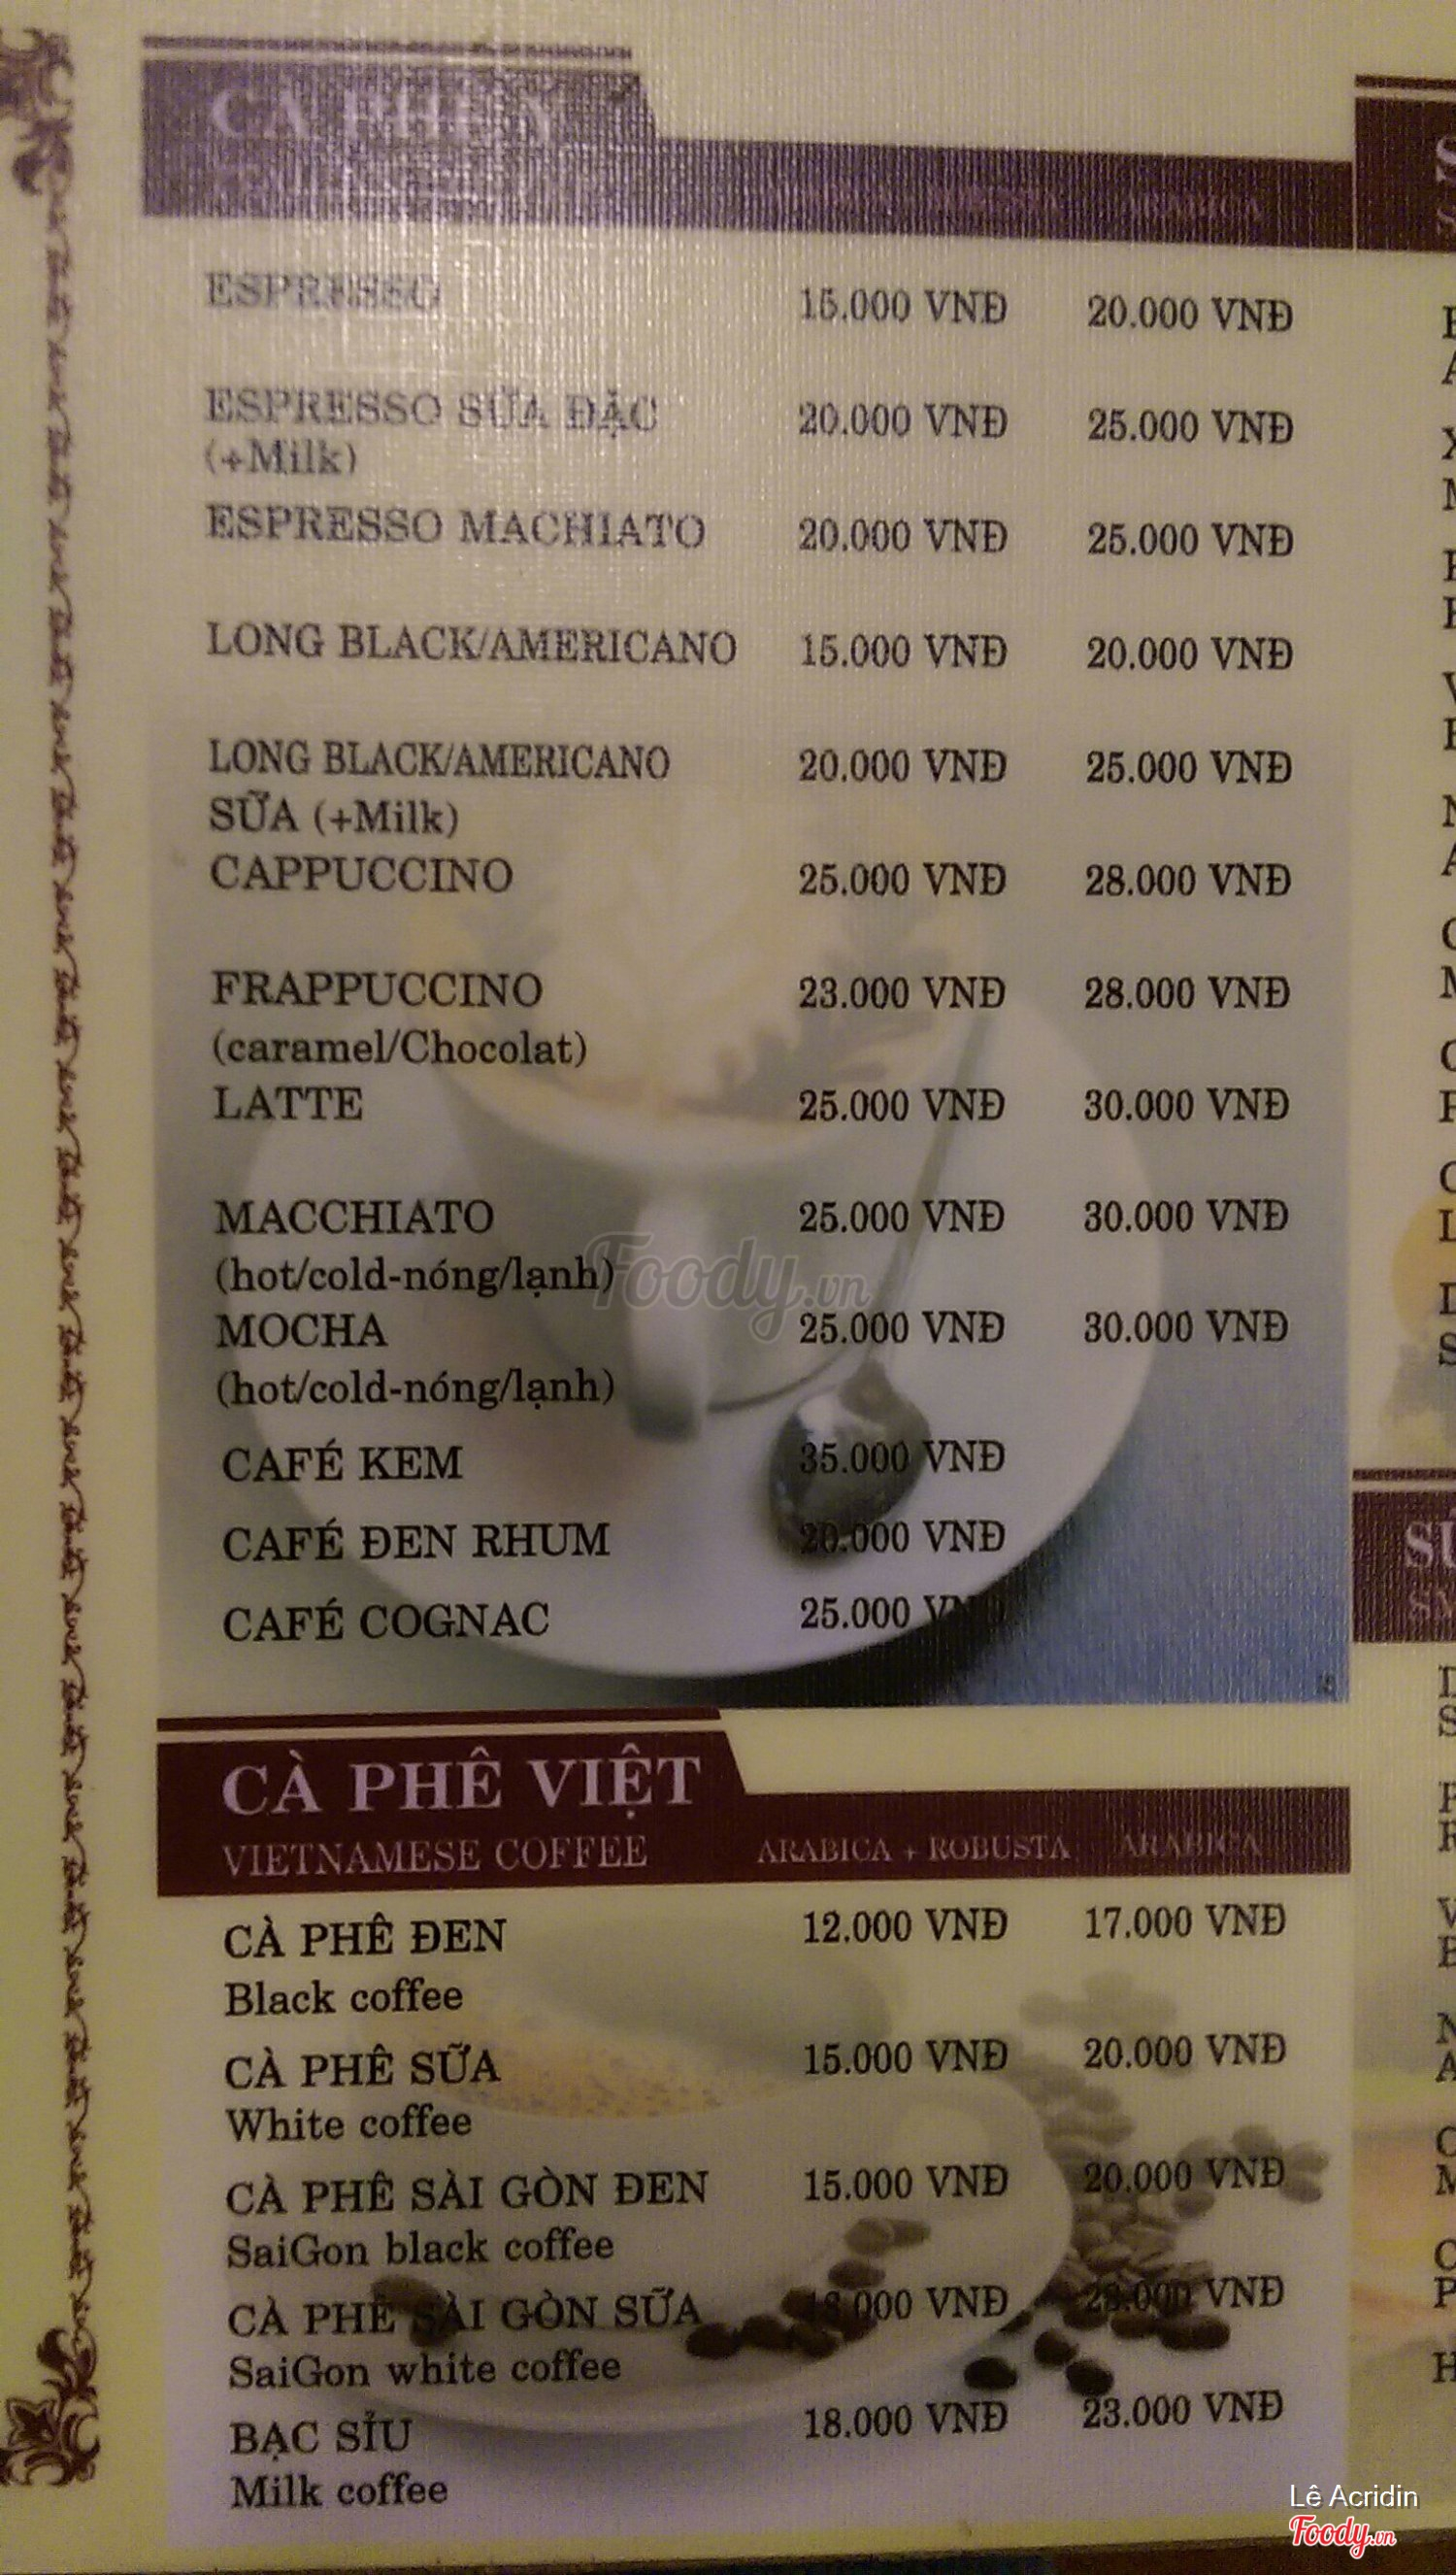 CÀ PHÊ Ý
ROBUSTA ARABICA
ESPRESSO 15.000 VNĐ 20.000 VNĐ
ESPRESSO SỮA ĐẶC 20.000 VNĐ 25.000 VNĐ
(+Milk)
ESPRESSO MACHIATO 20.000 VNĐ 25.000 VNĐ
LONG BLACK/AMERICANO 15.000 VNĐ 20.000 VNĐ
LONG BLACK/AMERICANO 20.000 VNĐ 25.000 VNĐ
SỮA (+Milk)
CAPPUCCINO 25.000 VNĐ 28.000 VNĐ
FRAPPUCCINO 23.000 VNĐ 28.000 VNĐ
(caramel/Chocolat)
LATTE 25.000 VNĐ 30.000 VNĐ
MACCHIATO 25.000 VNĐ 30.000 VNĐ
(hot/cold-nóng/lạnh)
Foody.vn
MOCHA 25.000 VNĐ 30.000 VNĐ
(hot/cold-nóng/lạnh)
CAFÉ KEM 35.000 VNĐ
CAFÉ ĐEN RHUM 20.000 VNĐ
CAFÉ COGNAC 25.000 VNĐ
CÀ PHÊ VIỆT
VIETNAMESE COFFEE ARABICA + ROBUSTA ARABICA
CÀ PHÊ ĐEN 12.000 VNĐ 17.000 VNĐ
Black coffee
CÀ PHÊ SỮA 15.000 VNĐ 20.000 VNĐ
White coffee
CÀ PHÊ SÀI GÒN ĐEN 15.000 VNĐ 20.000 VNĐ
SaiGon black coffee
CÀ PHÊ SÀI GÒN SỮA VNĐ VNĐ
SaiGon white coffee
BẠC SỈU 18.000 VNĐ 23.000 VNĐ
Milk coffee
Lê Acridin
Foody.vn